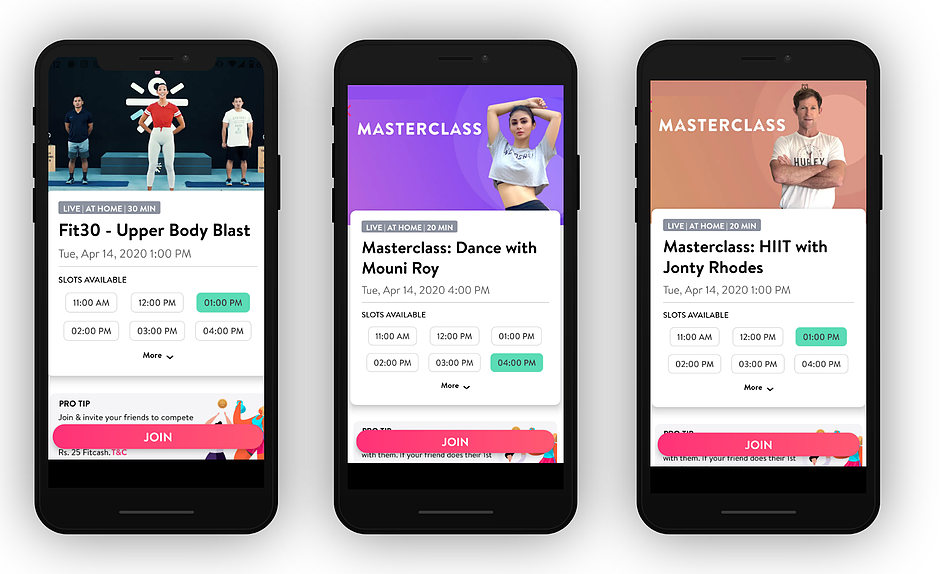 LIVE | AT HOME | 30 MIN
Fit30 - Upper Body Blast
Tue, Apr 14, 2020 1:00 PM
SLOTS AVAILABLE
11:00 AM 12:00 PM 01:00 PM
02:00 PM 03:00 PM 04:00 PM
More
PRO TIP
Join & invite your friends to compete
JOIN
Rs. 25 Fitcash. T&C
MASTERCLASS
LIVE | AT HOME | 20 MIN
Masterclass: Dance with
Mouni Roy
Tue, Apr 14, 2020 4:00 PM
SLOTS AVAILABLE
11:00 AM 12:00 PM 01:00 PM
02:00 PM 03:00 PM 04:00 PM
More
PRO TIP
JOIN
with them. If your friend does their 1st
MASTERCLASS
HURLEY
LIVE | AT HOME | 20 MIN
Masterclass: HIIT with
Jonty Rhodes
Tue, Apr 14, 2020 1:00 PM
SLOTS AVAILABLE
11:00 AM 12:00 PM 01:00 PM
02:00 PM 03:00 PM 04:00 PM
More
PRO TIP
JOIN
with them. If your friend does their 1st